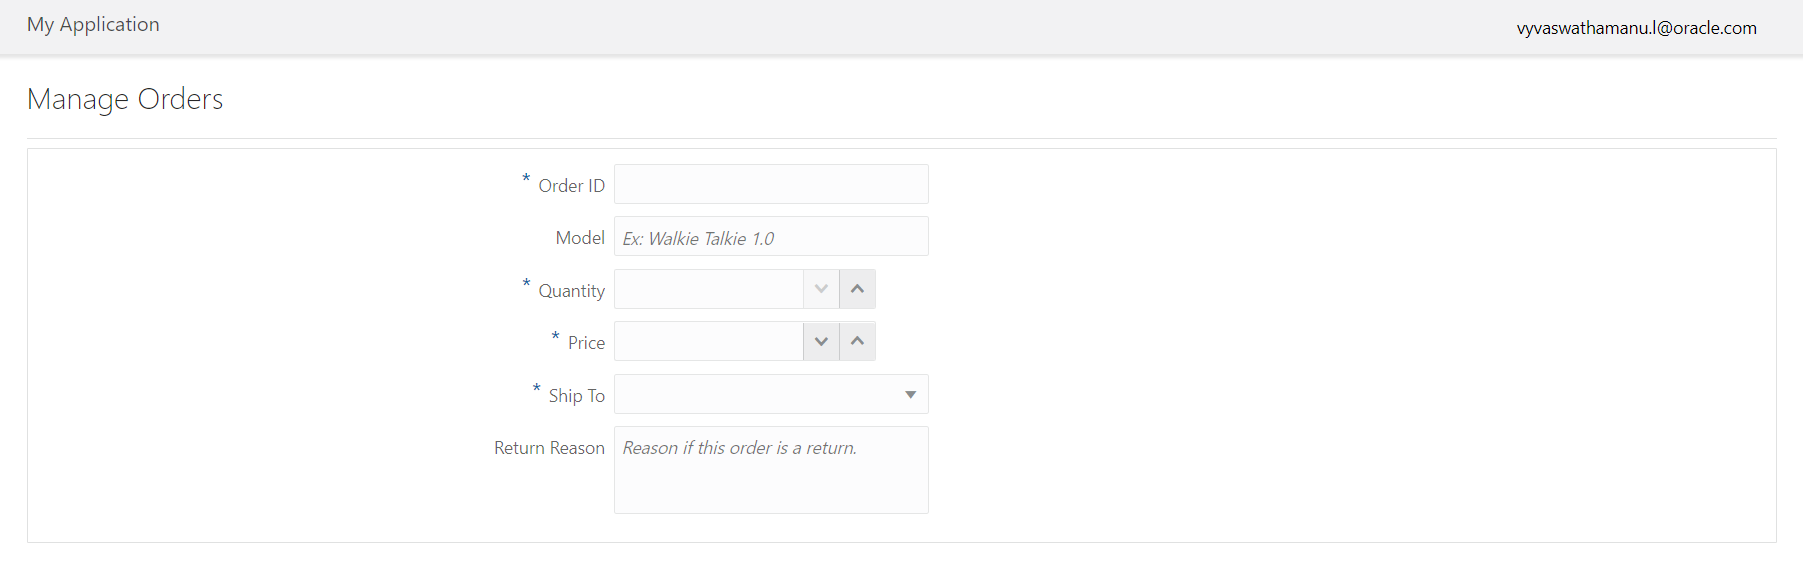 My Application
vyvaswathamanu.l@oracle.com
Manage Orders
* Order ID
Model Ex: Walkie Talkie 1.0
* Quantity
* Price
* Ship To
Return Reason Reason if this order is a return.